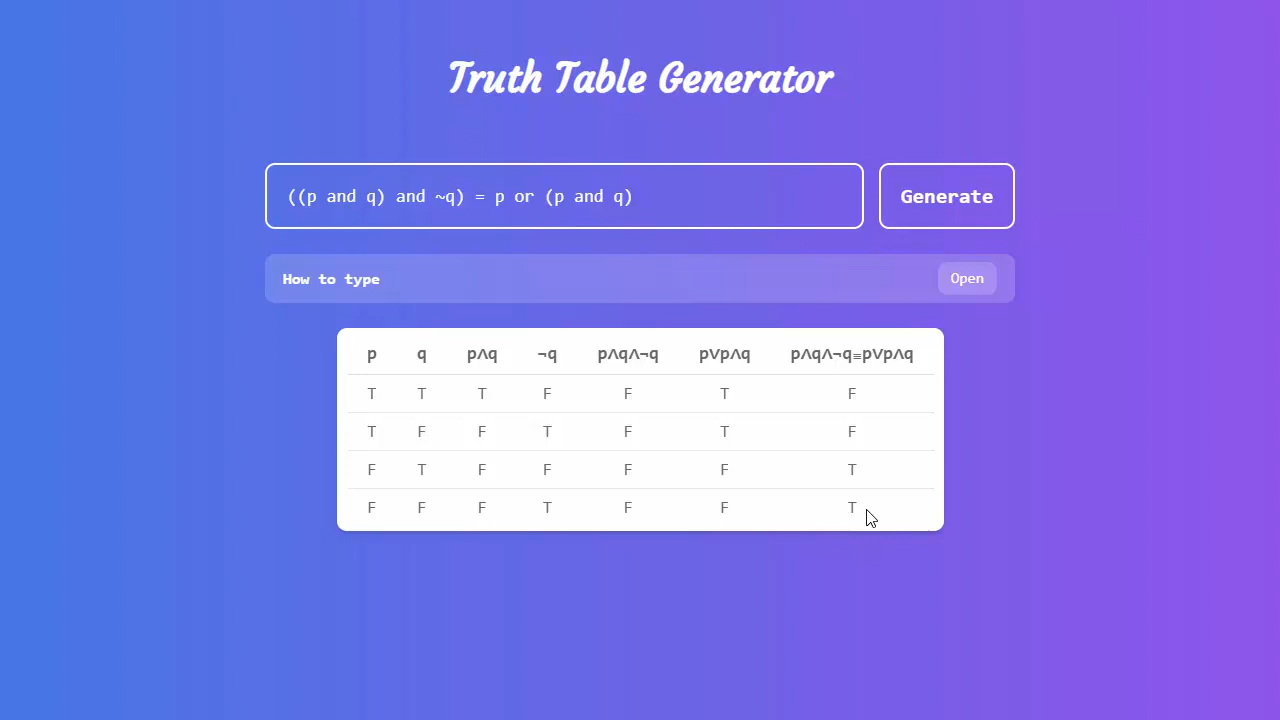 Truth Table Generator
((p and q) and ~q) = p or (p and q)
Generate
How to type
Open
p q p∧q ¬q p∧q∧¬q p∨p∧q p∧q∧¬q≡p∨p∧q
T T T F F T F
T F F T F T F
F T F F F F T
F F F T F F T